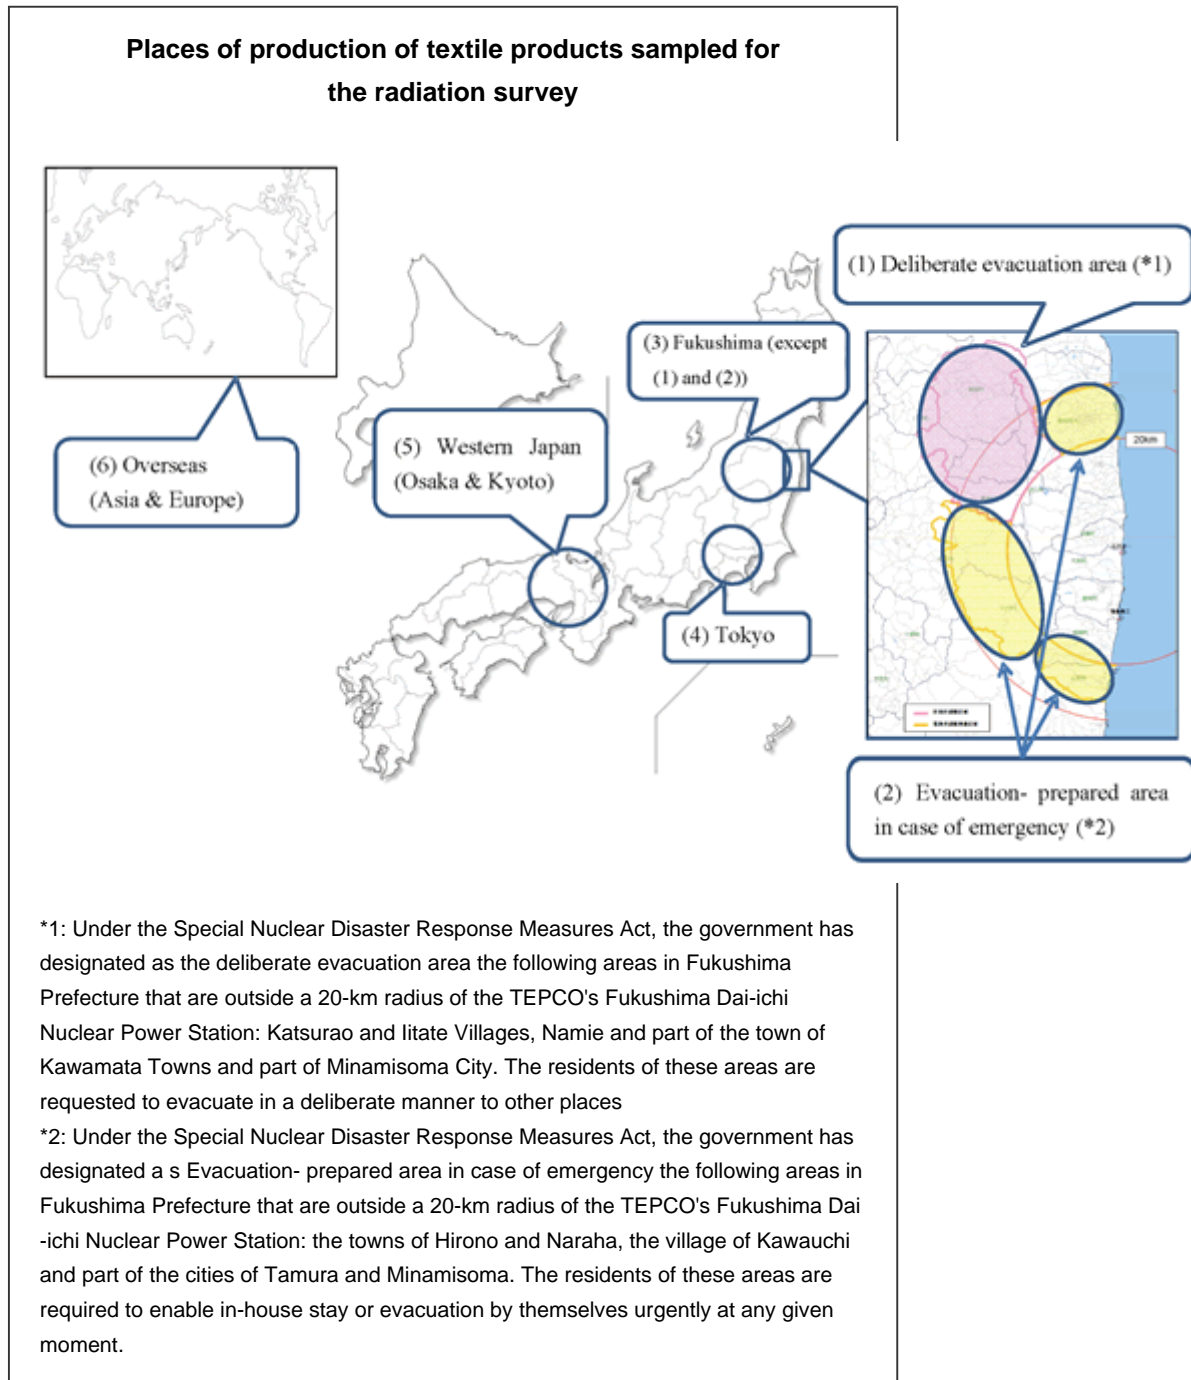 Places of production of textile products sampled for
the radiation survey
(1) Deliberate evacuation area (*1)
(3) Fukushima (except
(1) and (2))
20km
(5) Western Japan
(Osaka & Kyoto)
(6) Overseas
(Asia & Europe)
(4) Tokyo
(2) Evacuation- prepared area
in case of emergency (*2)
*1: Under the Special Nuclear Disaster Response Measures Act, the government has
designated as the deliberate evacuation area the following areas in Fukushima
Prefecture that are outside a 20-km radius of the TEPCO's Fukushima Dai-ichi
Nuclear Power Station: Katsurao and Iitate Villages, Namie and part of the town of
Kawamata Towns and part of Minamisoma City. The residents of these areas are
requested to evacuate in a deliberate manner to other places
*2: Under the Special Nuclear Disaster Response Measures Act, the government has
designated a s Evacuation- prepared area in case of emergency the following areas in
Fukushima Prefecture that are outside a 20-km radius of the TEPCO's Fukushima Dai
-ichi Nuclear Power Station: the towns of Hirono and Naraha, the village of Kawauchi
and part of the cities of Tamura and Minamisoma. The residents of these areas are
required to enable in-house stay or evacuation by themselves urgently at any given
moment.